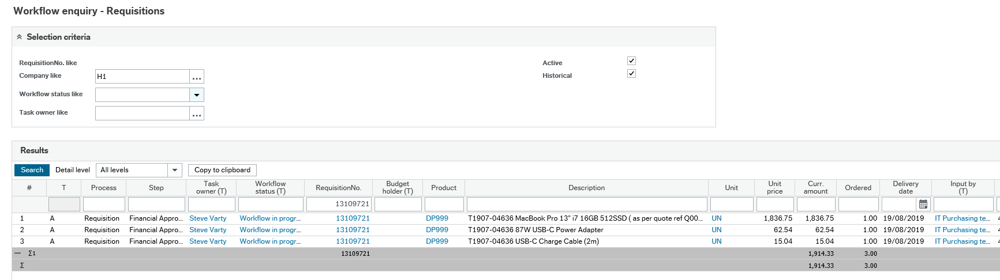 Workflow enquiry - Requisitions
Selection criteria
RequisitionNo. like
Active
Company like H1 ...
Historical
Workflow status like
Task owner like ...
Results
Search Detail level All levels Copy to clipboard
# T Process Step Task owner (T) Workflow status (T) RequisitionNo. Budget holder (T) Product Description Unit Unit price Curr. amount Ordered Delivery date Input by (T)
13109721
1 A Requisition Financial Appro... Steve Varty Workflow in progr... 13109721 DP999 T1907-04636 MacBook Pro 13" i7 16GB 512SSD ( as per quote ref Q00... UN 1,836.75 1,836.75 1.00 19/08/2019 IT Purchasing te...
2 A Requisition Financial Appro... Steve Varty Workflow in progr... 13109721 DP999 T1907-04636 87W USB-C Power Adapter UN 62.54 62.54 1.00 19/08/2019 IT Purchasing te...
3 A Requisition Financial Appro... Steve Varty Workflow in progr... 13109721 DP999 T1907-04636 USB-C Charge Cable (2m) UN 15.04 15.04 1.00 19/08/2019 IT Purchasing te...
Σ1 13109721 1,914.33 3.00
Σ 1,914.33 3.00